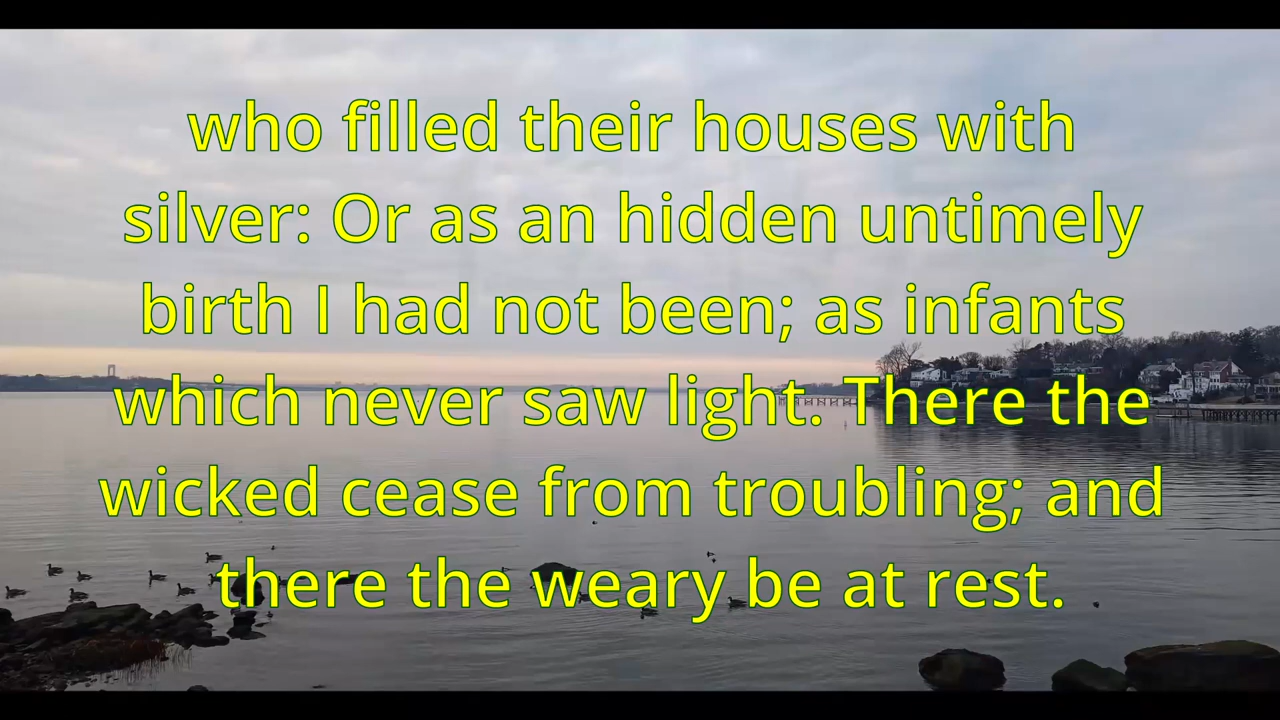 who filled their houses with
silver: Or as an hidden untimely
birth I had not been; as infants
which never saw light. There the
wicked cease from troubling; and
there the weary be at rest.